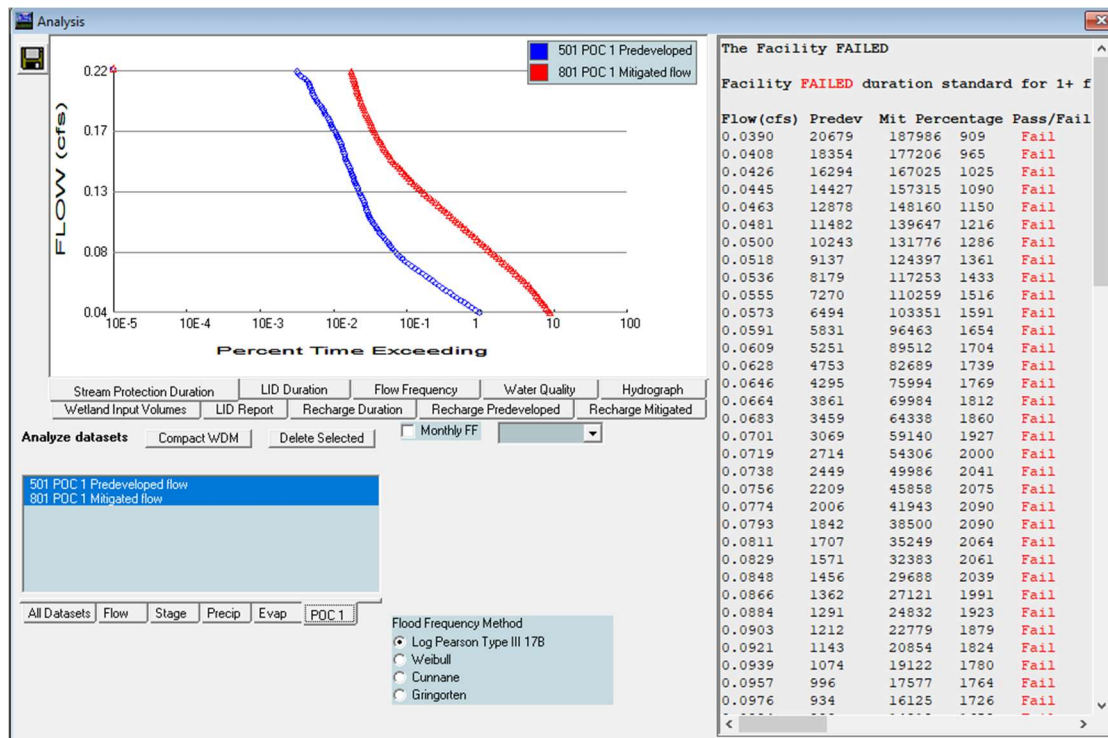 Analysis
501 POC 1 Predeveloped
801 POC 1 Mitigated flow
FLOW (cfs)
0.22
0.17
0.13
0.08
0.04
10E-5 10E-4 10E-3 10E-2 10E-1 1 10 100
Percent Time Exceeding
Stream Protection Duration LID Duration Flow Frequency Water Quality Hydrograph
Wetland Input Volumes LID Report Recharge Duration Recharge Predeveloped Recharge Mitigated
Analyze datasets Compact WDM Delete Selected Monthly FF
501 POC 1 Predeveloped flow
801 POC 1 Mitigated flow
All Datasets Flow Stage Precip Evap POC 1
Flood Frequency Method
Log Pearson Type III 17B
Weibull
Cunnane
Gringorten
The Facility FAILED
Facility FAILED duration standard for 1+ f
Flow(cfs) Predev Mit Percentage Pass/Fail
0.0390 20679 187986 909 Fail
0.0408 18354 177206 965 Fail
0.0426 16294 167025 1025 Fail
0.0445 14427 157315 1090 Fail
0.0463 12878 148160 1150 Fail
0.0481 11482 139647 1216 Fail
0.0500 10243 131776 1286 Fail
0.0518 9137 124397 1361 Fail
0.0536 8179 117253 1433 Fail
0.0555 7270 110259 1516 Fail
0.0573 6494 103351 1591 Fail
0.0591 5831 96463 1654 Fail
0.0609 5251 89512 1704 Fail
0.0628 4753 82689 1739 Fail
0.0646 4295 75994 1769 Fail
0.0664 3861 69984 1812 Fail
0.0683 3459 64338 1860 Fail
0.0701 3069 59140 1927 Fail
0.0719 2714 54306 2000 Fail
0.0738 2449 49986 2041 Fail
0.0756 2209 45858 2075 Fail
0.0774 2006 41943 2090 Fail
0.0793 1842 38500 2090 Fail
0.0811 1707 35249 2064 Fail
0.0829 1571 32383 2061 Fail
0.0848 1456 29688 2039 Fail
0.0866 1362 27121 1991 Fail
0.0884 1291 24832 1923 Fail
0.0903 1212 22779 1879 Fail
0.0921 1143 20854 1824 Fail
0.0939 1074 19122 1780 Fail
0.0957 996 17577 1764 Fail
0.0976 934 16125 1726 Fail